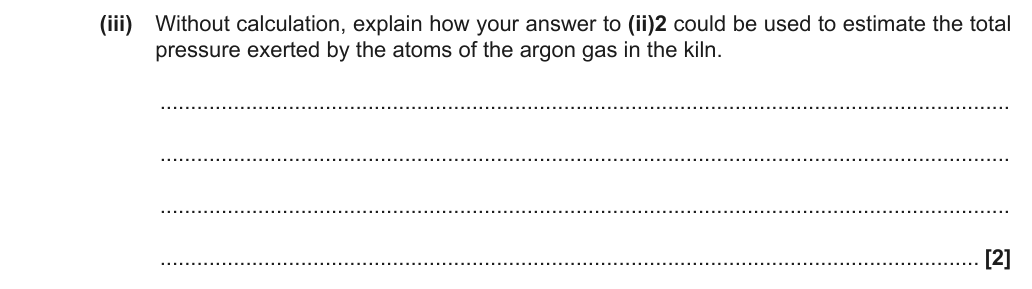 (iii) Without calculation, explain how your answer to (ii)2 could be used to estimate the total
pressure exerted by the atoms of the argon gas in the kiln.
[2]